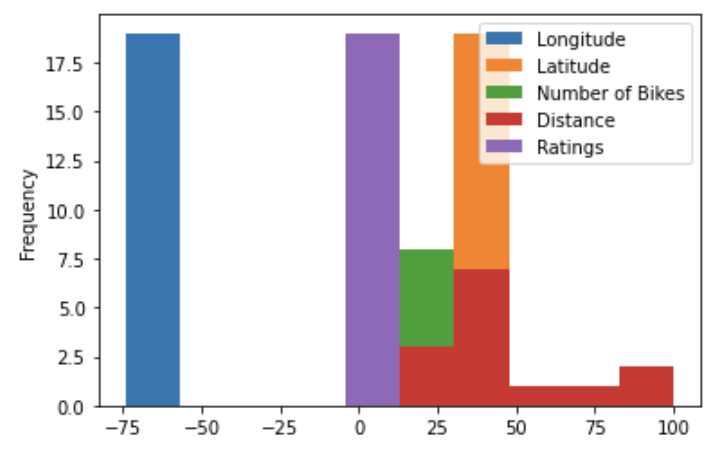 Longitude
Latitude
Number of Bikes
Distance
Ratings
Frequency
17.5
15.0
12.5
10.0
7.5
5.0
2.5
0.0
−75 −50 −25 0 25 50 75 100